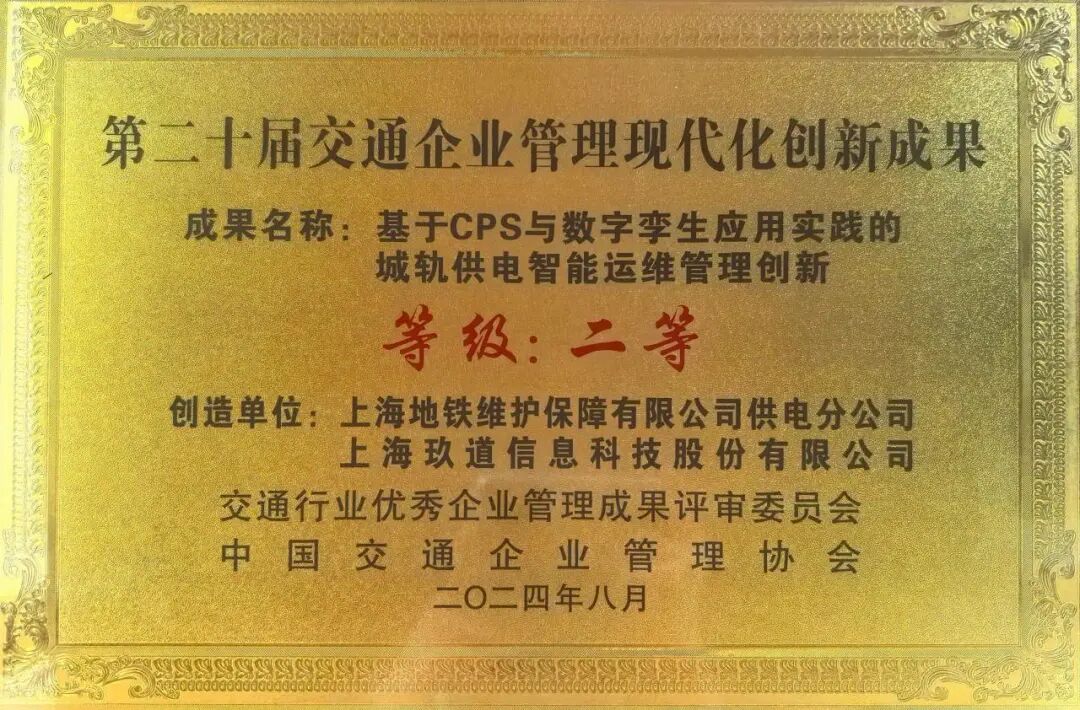 第二十届交通企业管理现代化创新成果
成果名称：基于CPS与数字孪生应用实践的
城轨供电智能运维管理创新
等级：二等
创造单位：上海地铁维护保障有限公司供电分公司
上海玖道信息科技股份有限公司
交通行业优秀企业管理成果评审委员会
中国交通企业管理协会
二〇二四年八月